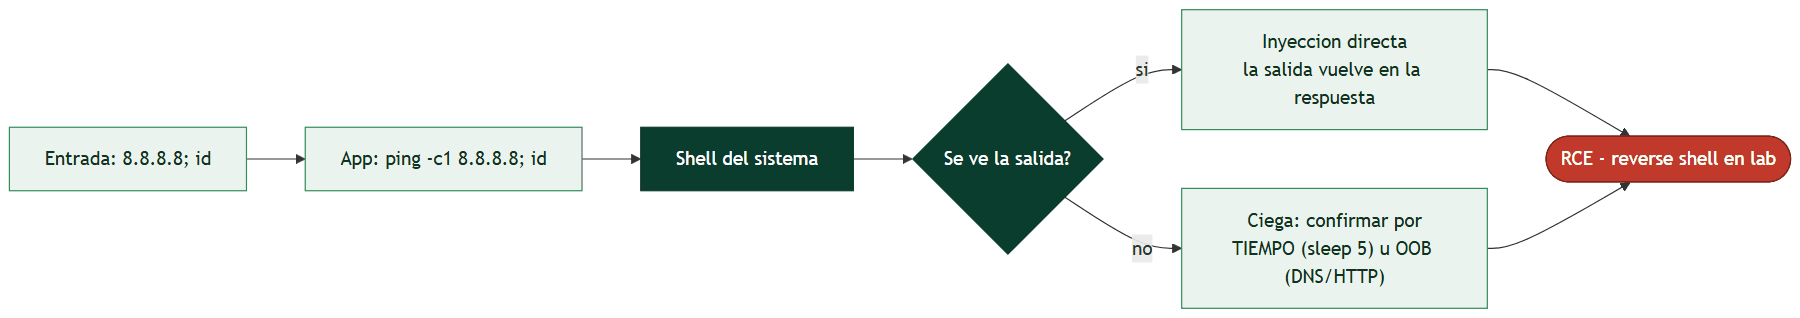 Entrada: 8.8.8.8; id
App: ping -c1 8.8.8.8; id
Shell del sistema
Se ve la salida?
si
Inyeccion directa
la salida vuelve en la
respuesta
no
Ciega: confirmar por
TIEMPO (sleep 5) u OOB
(DNS/HTTP)
RCE - reverse shell en lab